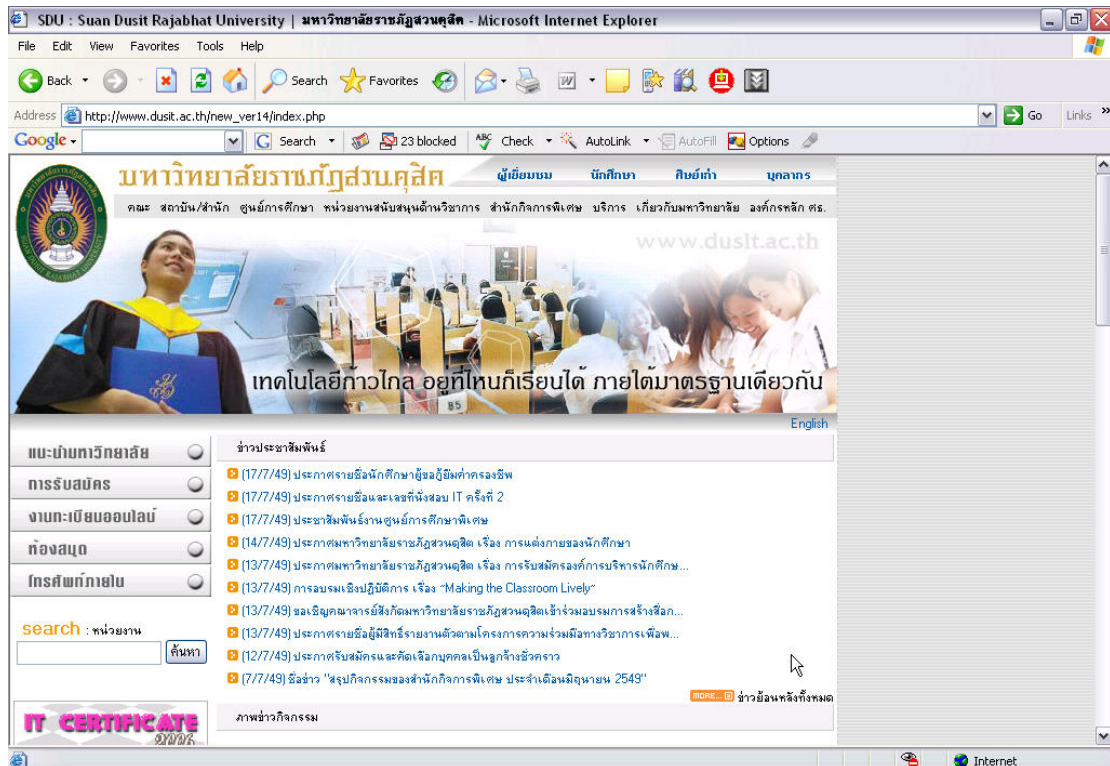 SDU : Suan Dusit Rajabhat University | มหาวิทยาลัยราชภัฏสวนดุสิต - Microsoft Internet Explorer
File Edit View Favorites Tools Help
Back Search Favorites
Address http://www.dusit.ac.th/new_ver14/index.php Go Links »
Google Search 23 blocked ABC Check AutoLink AutoFill Options
มหาวิทยาลัยราชภัฏสวนดุสิต ผู้เยี่ยมชม นักศึกษา ศิษย์เก่า บุคลากร
คณะ สถาบัน/สำนัก ศูนย์การศึกษา หน่วยงานสนับสนุนด้านวิชาการ สำนักกิจการพิเศษ บริการ เกี่ยวกับมหาวิทยาลัย องค์กรหลัก ศธ.
www.dusit.ac.th
เทคโนโลยีก้าวไกล อยู่ที่ไหนก็เรียนได้ ภายใต้มาตรฐานเดียวกัน
B5
English
แนะนำมหาวิทยาลัย
การรับสมัคร
งานทะเบียนออนไลน์
ห้องสมุด
โทรศัพท์ภายใน
search : หน่วยงาน
ค้นหา
IT CERTIFICATE
2006
ข่าวประชาสัมพันธ์
(17/7/49) ประกาศรายชื่อนักศึกษาผู้ขอกู้ยืมค่าครองชีพ
(17/7/49) ประกาศรายชื่อและเลขที่นั่งสอบ IT ครั้งที่ 2
(17/7/49) ประชาสัมพันธ์งานศูนย์การศึกษาพิเศษ
(14/7/49) ประกาศมหาวิทยาลัยราชภัฏสวนดุสิต เรื่อง การแต่งกายของนักศึกษา
(13/7/49) ประกาศมหาวิทยาลัยราชภัฏสวนดุสิต เรื่อง การรับสมัครองค์การบริหารนักศึกษ...
(13/7/49) การอบรมเชิงปฏิบัติการ เรื่อง "Making the Classroom Lively"
(13/7/49) ขอเชิญคณาจารย์สังกัดมหาวิทยาลัยราชภัฏสวนดุสิตเข้าร่วมอบรมการสร้างสื่อก...
(13/7/49) ประกาศรายชื่อผู้มีสิทธิ์รายงานตัวตามโครงการความร่วมมือทางวิชาการเพื่อพ...
(12/7/49) ประกาศรับสมัครและคัดเลือกบุคคลเป็นลูกจ้างชั่วคราว
(7/7/49) ชื่อข่าว "สรุปกิจกรรมของสำนักกิจการพิเศษ ประจำเดือนมิถุนายน 2549"
MORE... ข่าวย้อนหลังทั้งหมด
ภาพข่าวกิจกรรม
Internet